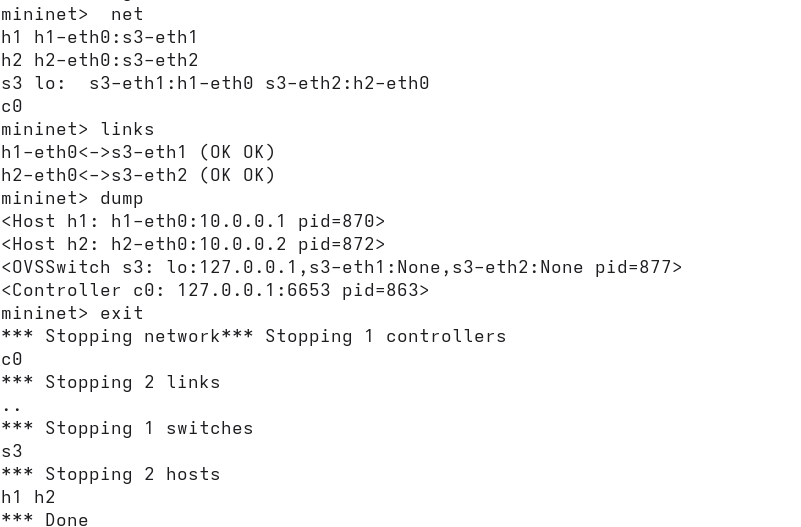 mininet>  net
h1 h1-eth0:s3-eth1
h2 h2-eth0:s3-eth2
s3 lo:  s3-eth1:h1-eth0 s3-eth2:h2-eth0
c0
mininet> links
h1-eth0<->s3-eth1 (OK OK)
h2-eth0<->s3-eth2 (OK OK)
mininet> dump
<Host h1: h1-eth0:10.0.0.1 pid=870>
<Host h2: h2-eth0:10.0.0.2 pid=872>
<OVSSwitch s3: lo:127.0.0.1,s3-eth1:None,s3-eth2:None pid=877>
<Controller c0: 127.0.0.1:6653 pid=863>
mininet> exit
*** Stopping network*** Stopping 1 controllers
c0
*** Stopping 2 links
..
*** Stopping 1 switches
s3
*** Stopping 2 hosts
h1 h2
*** Done